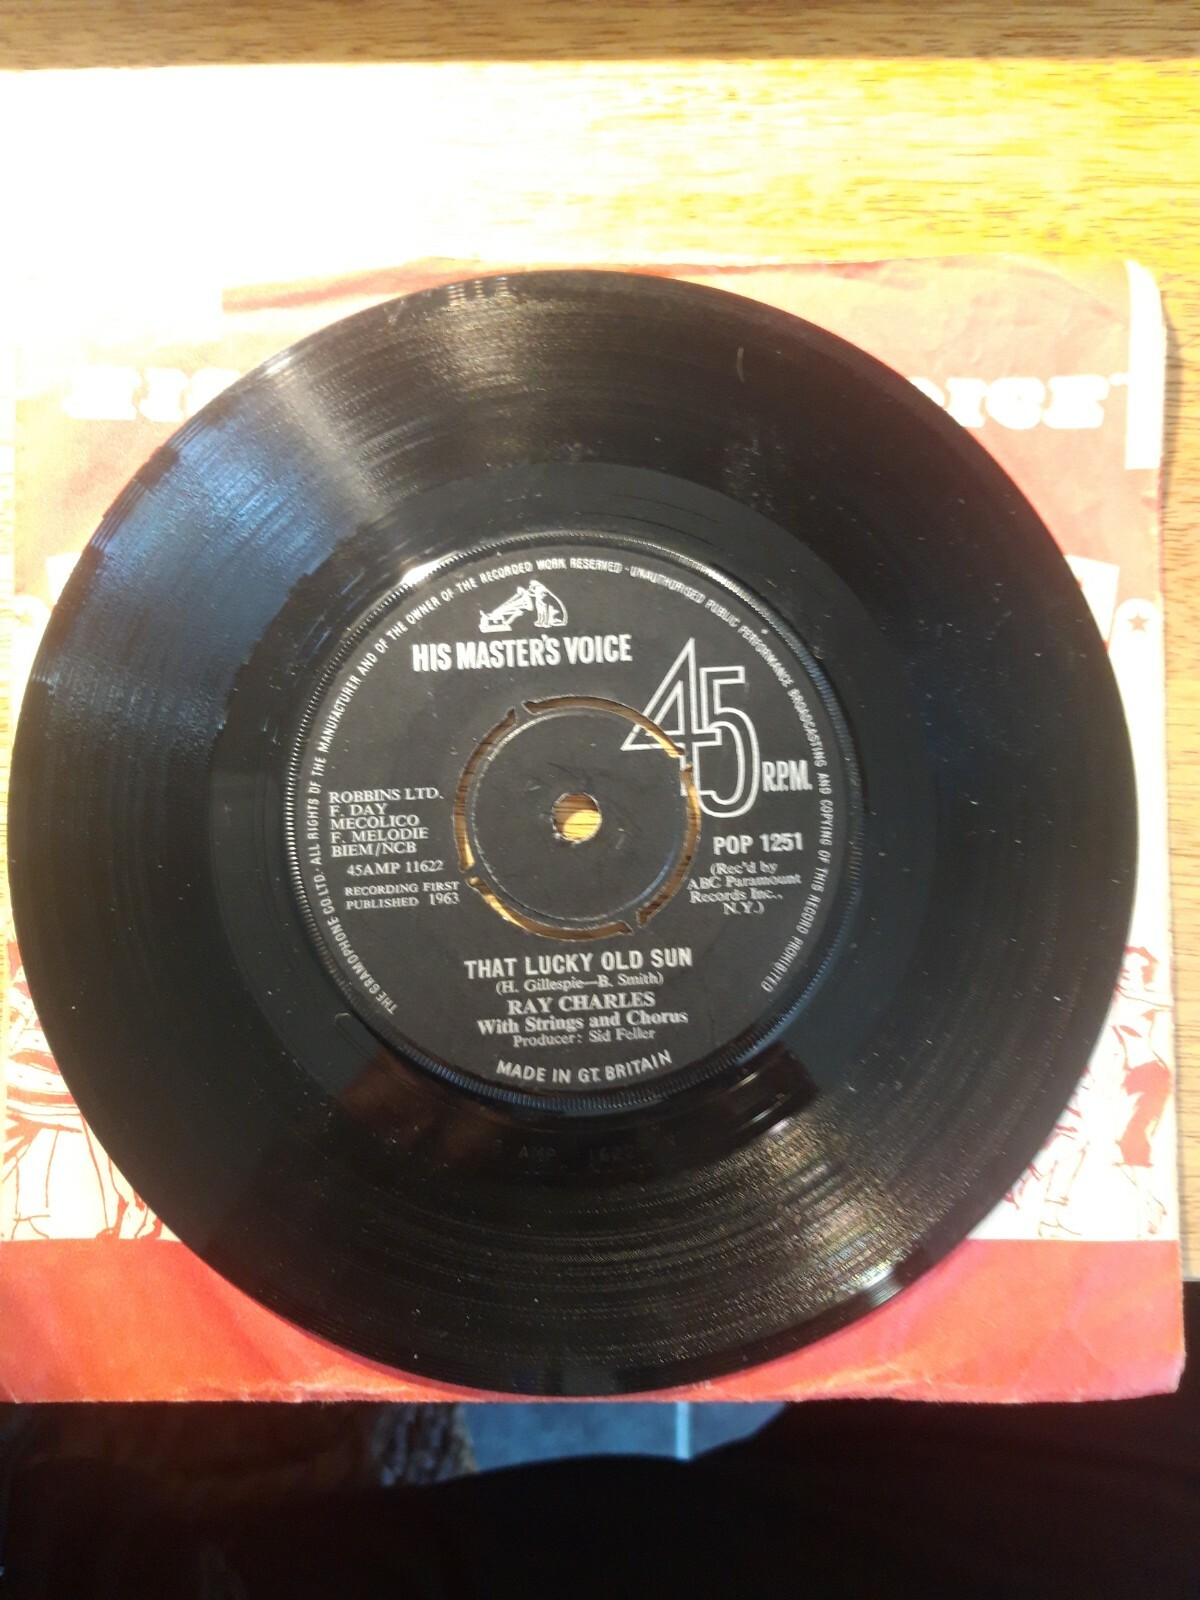 THE GRAMOPHONE CO. LTD. · ALL RIGHTS OF THE MANUFACTURER AND OF THE OWNER OF THE RECORDED WORK RESERVED · UNAUTHORISED PUBLIC PERFORMANCE BROADCASTING AND COPYING OF THIS RECORD PROHIBITED
HIS MASTER'S VOICE
45
R.P.M.
ROBBINS LTD.
F. DAY
MECOLICO
F. MELODIE
BIEM/NCB
45AMP 11622
RECORDING FIRST
PUBLISHED 1963
POP 1251
(Rec'd by
ABC Paramount
Records Inc.,
N.Y.)
THAT LUCKY OLD SUN
(H. Gillespie—B. Smith)
RAY CHARLES
With Strings and Chorus
Producer: Sid Feller
MADE IN GT. BRITAIN